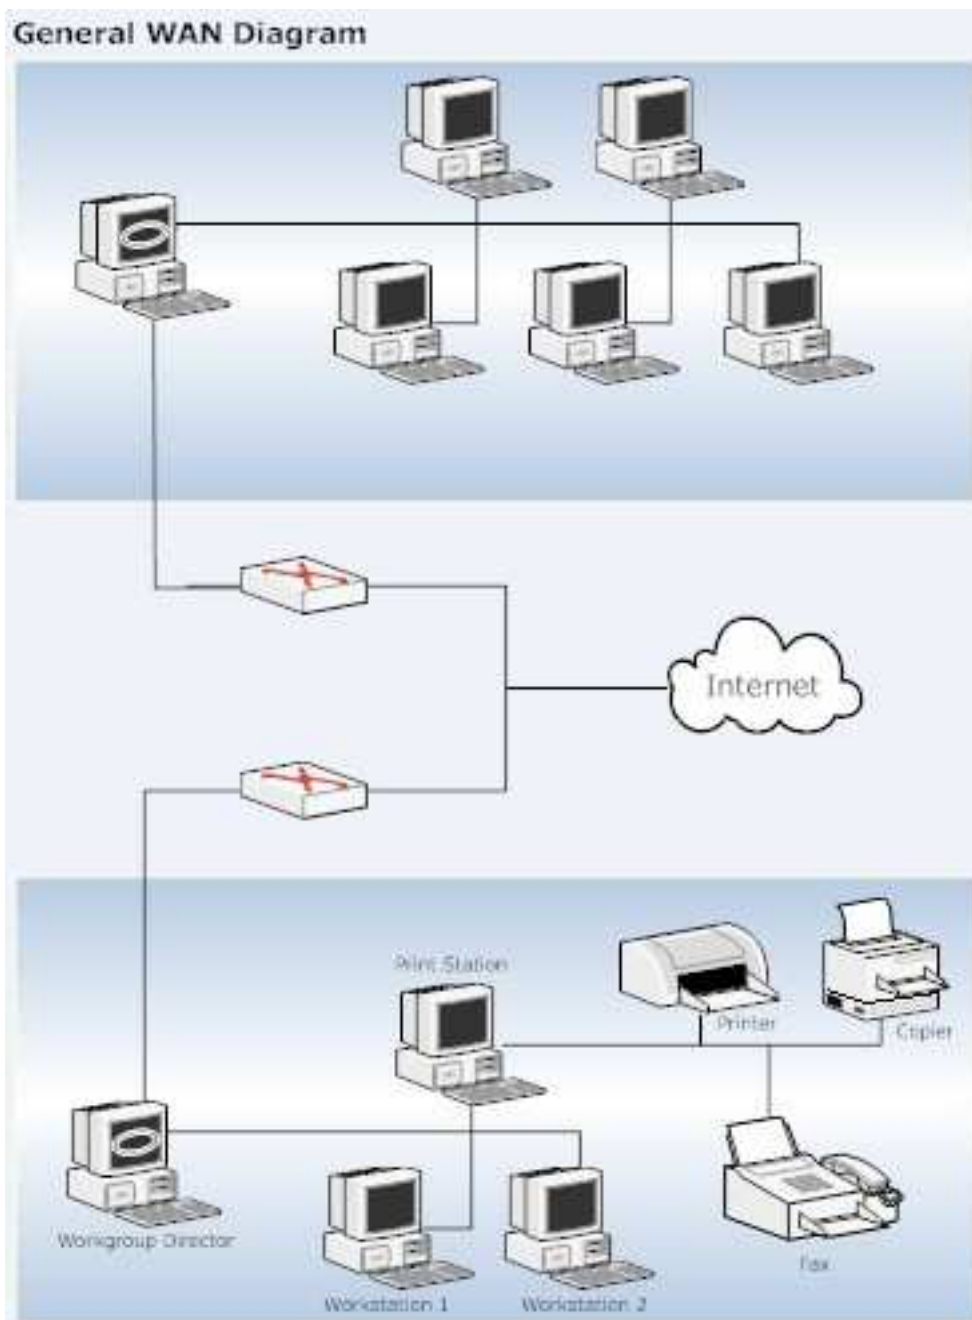 General WAN Diagram
Internet
Print Station
Printer
Copier
Workgroup Director
Fax
Workstation 1
Workstation 2